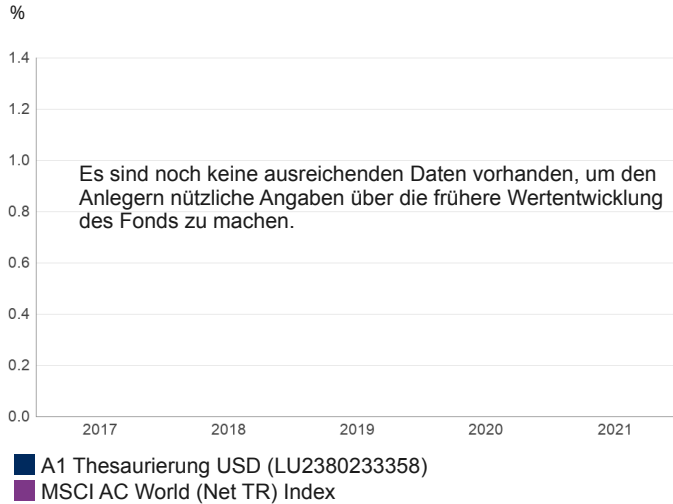 %
1.4
1.2
1.0
Es sind noch keine ausreichenden Daten vorhanden, um den
Anlegern nützliche Angaben über die frühere Wertentwicklung
0.8
des Fonds zu machen.
0.6
0.4
0.2
0.0
2017 2018 2019 2020 2021
A1 Thesaurierung USD (LU2380233358)
MSCI AC World (Net TR) Index